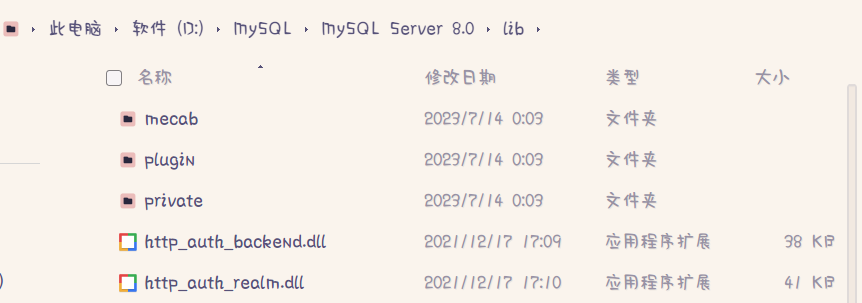 此电脑 › 软件 (D:) › MySQL › MySQL Server 8.0 › lib ›
名称 修改日期 类型 大小
mecab 2023/7/14 0:03 文件夹
plugin 2023/7/14 0:03 文件夹
private 2023/7/14 0:03 文件夹
http_auth_backend.dll 2021/12/17 17:09 应用程序扩展 38 KB
http_auth_realm.dll 2021/12/17 17:10 应用程序扩展 41 KB
)